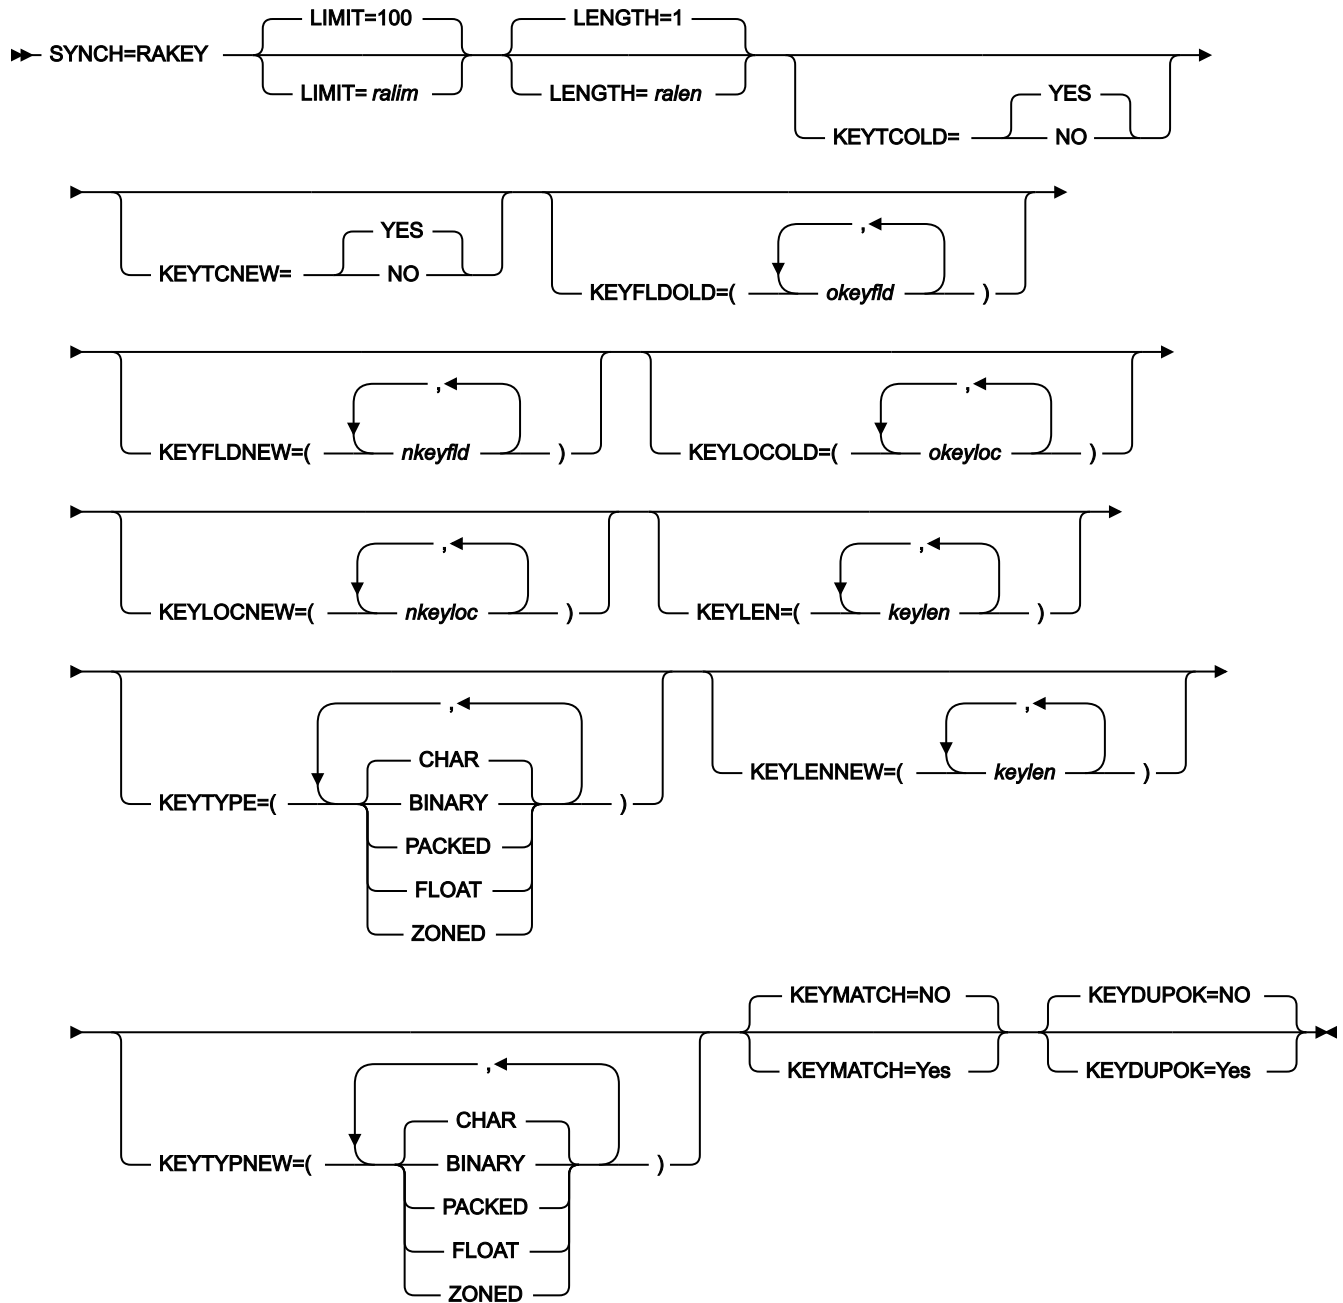 LIMIT=100
LENGTH=1
SYNCH=RAKEY
LIMIT= ralim
LENGTH= ralen
YES
KEYTCOLD=
NO
YES
KEYTCNEW=
NO
,
KEYFLDOLD=( okeyfld )
,
KEYFLDNEW=( nkeyfld )
,
KEYLOCOLD=( okeyloc )
,
KEYLOCNEW=( nkeyloc )
,
KEYLEN=( keylen )
,
CHAR
KEYTYPE=( BINARY )
PACKED
FLOAT
ZONED
,
KEYLENNEW=( keylen )
,
CHAR
KEYTYPNEW=( BINARY )
PACKED
FLOAT
ZONED
KEYMATCH=NO
KEYMATCH=Yes
KEYDUPOK=NO
KEYDUPOK=Yes